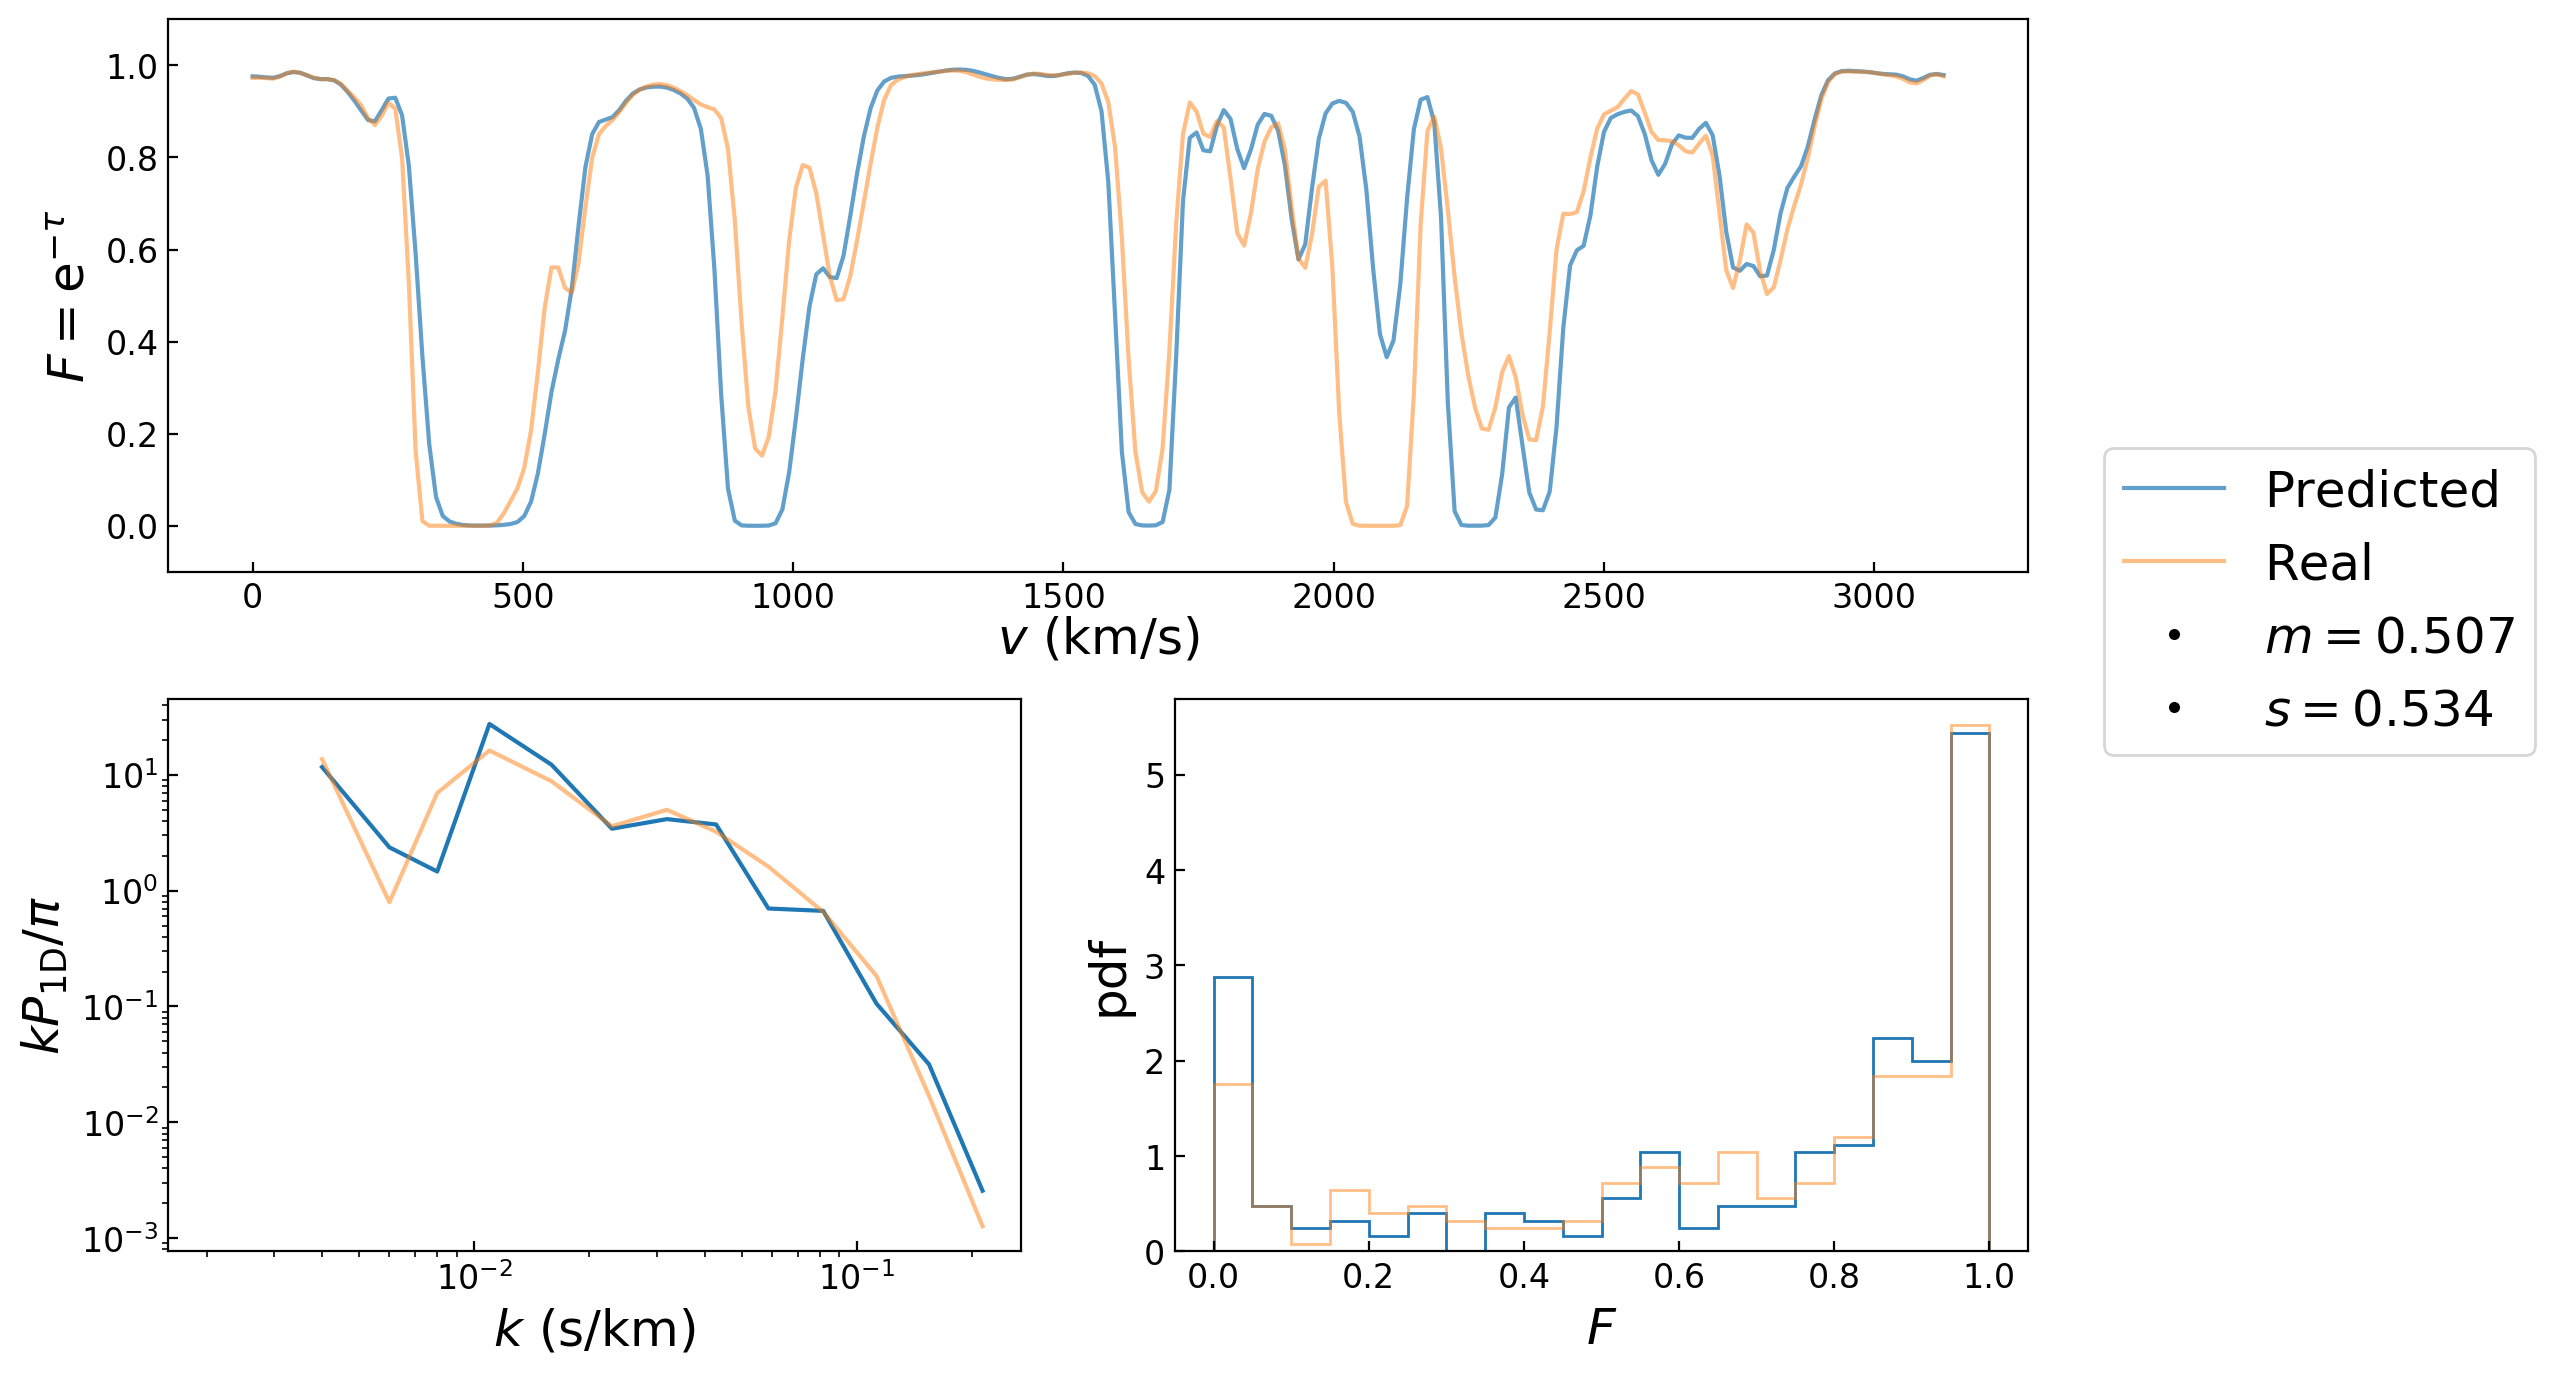 F = e^{-τ}
1.0
0.8
0.6
0.4
0.2
0.0
0 500 1000 1500 2000 2500 3000
v (km/s)
Predicted
Real
m = 0.507
s = 0.534
kP_{1D}/π
10^1
10^0
10^{-1}
10^{-2}
10^{-3}
10^{-2} 10^{-1}
k (s/km)
pdf
5
4
3
2
1
0
0.0 0.2 0.4 0.6 0.8 1.0
F